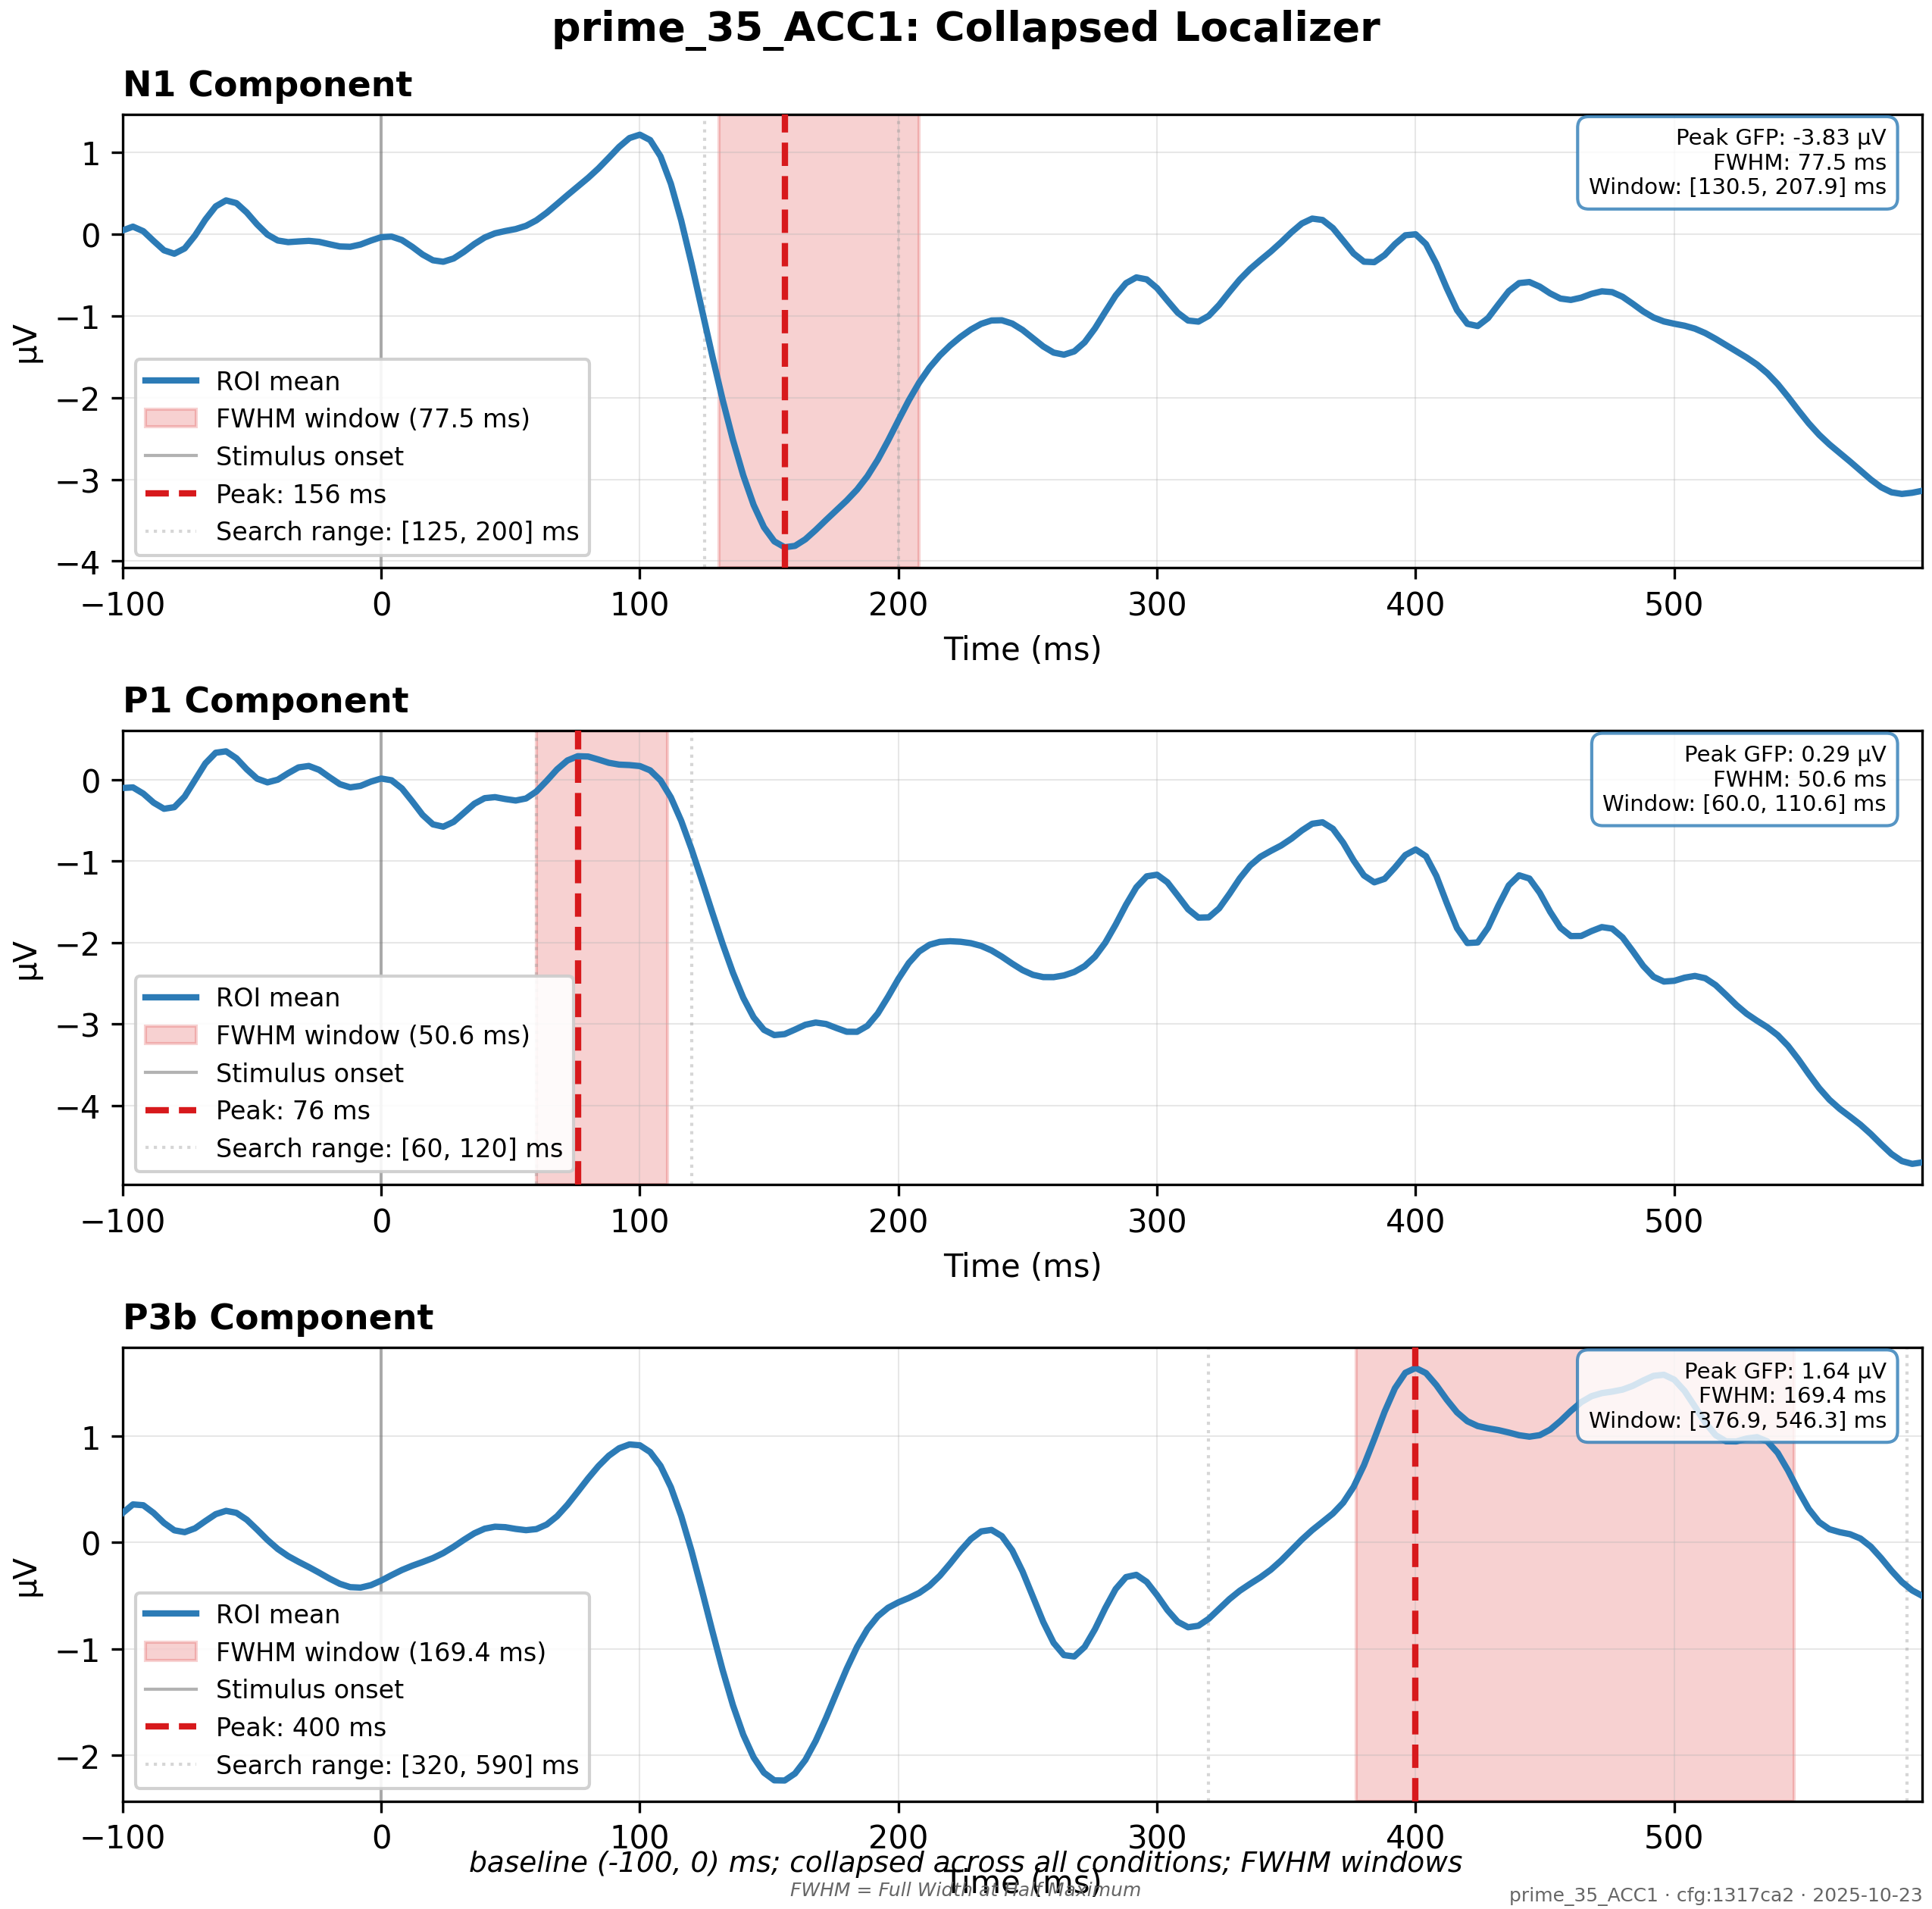 prime_35_ACC1: Collapsed Localizer
N1 Component
Peak GFP: -3.83 µV
FWHM: 77.5 ms
Window: [130.5, 207.9] ms
1
0
−1
−2
−3
−4
µV
ROI mean
FWHM window (77.5 ms)
Stimulus onset
Peak: 156 ms
Search range: [125, 200] ms
−100 0 100 200 300 400 500
Time (ms)
P1 Component
Peak GFP: 0.29 µV
FWHM: 50.6 ms
Window: [60.0, 110.6] ms
0
−1
−2
−3
−4
µV
ROI mean
FWHM window (50.6 ms)
Stimulus onset
Peak: 76 ms
Search range: [60, 120] ms
−100 0 100 200 300 400 500
Time (ms)
P3b Component
Peak GFP: 1.64 µV
FWHM: 169.4 ms
Window: [376.9, 546.3] ms
1
0
−1
−2
µV
ROI mean
FWHM window (169.4 ms)
Stimulus onset
Peak: 400 ms
Search range: [320, 590] ms
−100 0 100 200 300 400 500
baseline (-100, 0) ms; collapsed across all conditions; FWHM windows
Time (ms)
FWHM = Full Width at Half Maximum
prime_35_ACC1 · cfg:1317ca2 · 2025-10-23